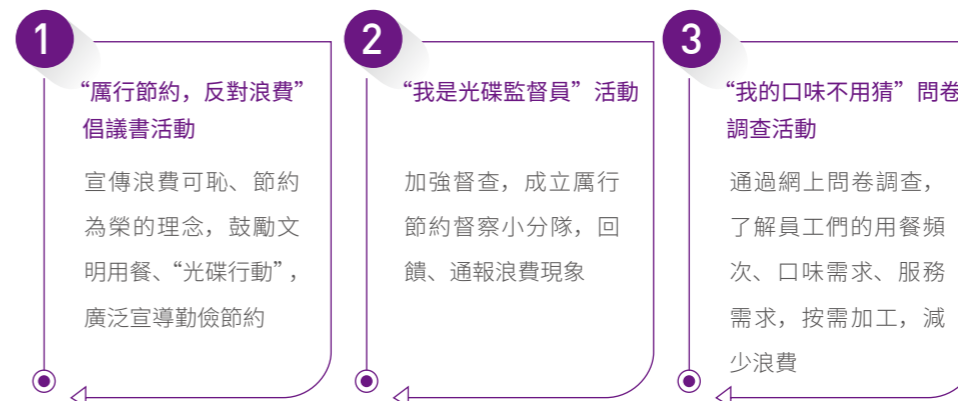 1
“厲行節約，反對浪費”
倡議書活動
宣傳浪費可恥、節約
為榮的理念，鼓勵文
明用餐、“光碟行動”，
廣泛宣導勤儉節約
2
“我是光碟監督員”活動
加強督查，成立厲行
節約督察小分隊，回
饋、通報浪費現象
3
“我的口味不用猜”問卷
調查活動
通過網上問卷調查，
了解員工們的用餐頻
次、口味需求、服務
需求，按需加工，減
少浪費